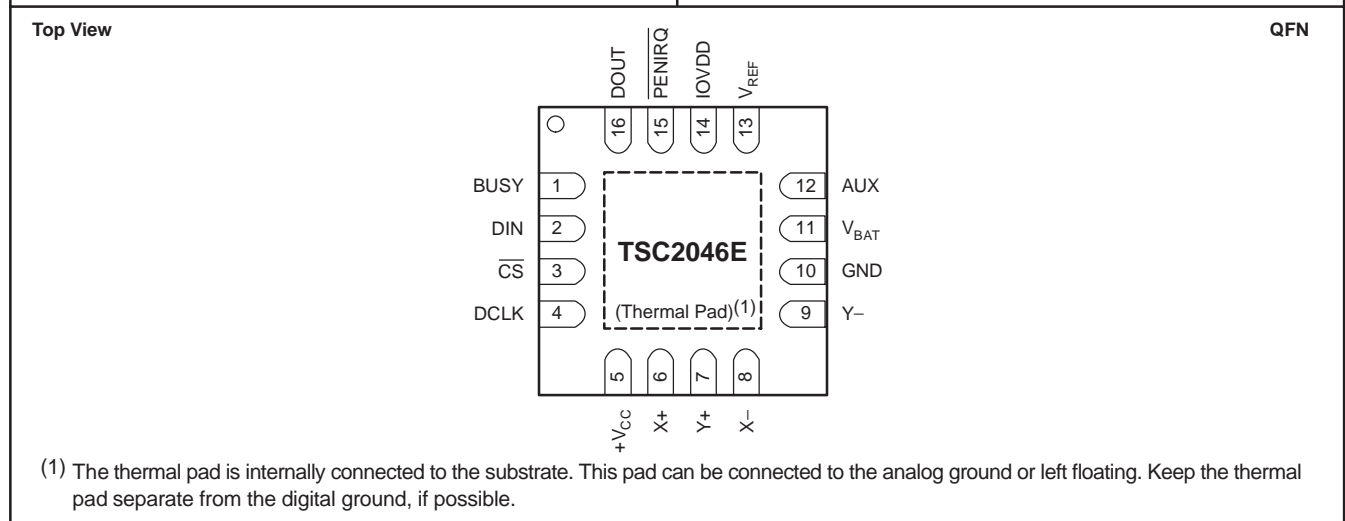 Top View
QFN
DOUT
PENIRQ
IOVDD
VREF
16
15
14
13
BUSY 1
12 AUX
DIN 2
11 VBAT
TSC2046E
CS 3
10 GND
DCLK 4
(Thermal Pad)(1)
9 Y–
5
6
7
8
+VCC
X+
Y+
X–
(1) The thermal pad is internally connected to the substrate. This pad can be connected to the analog ground or left floating. Keep the thermal
pad separate from the digital ground, if possible.